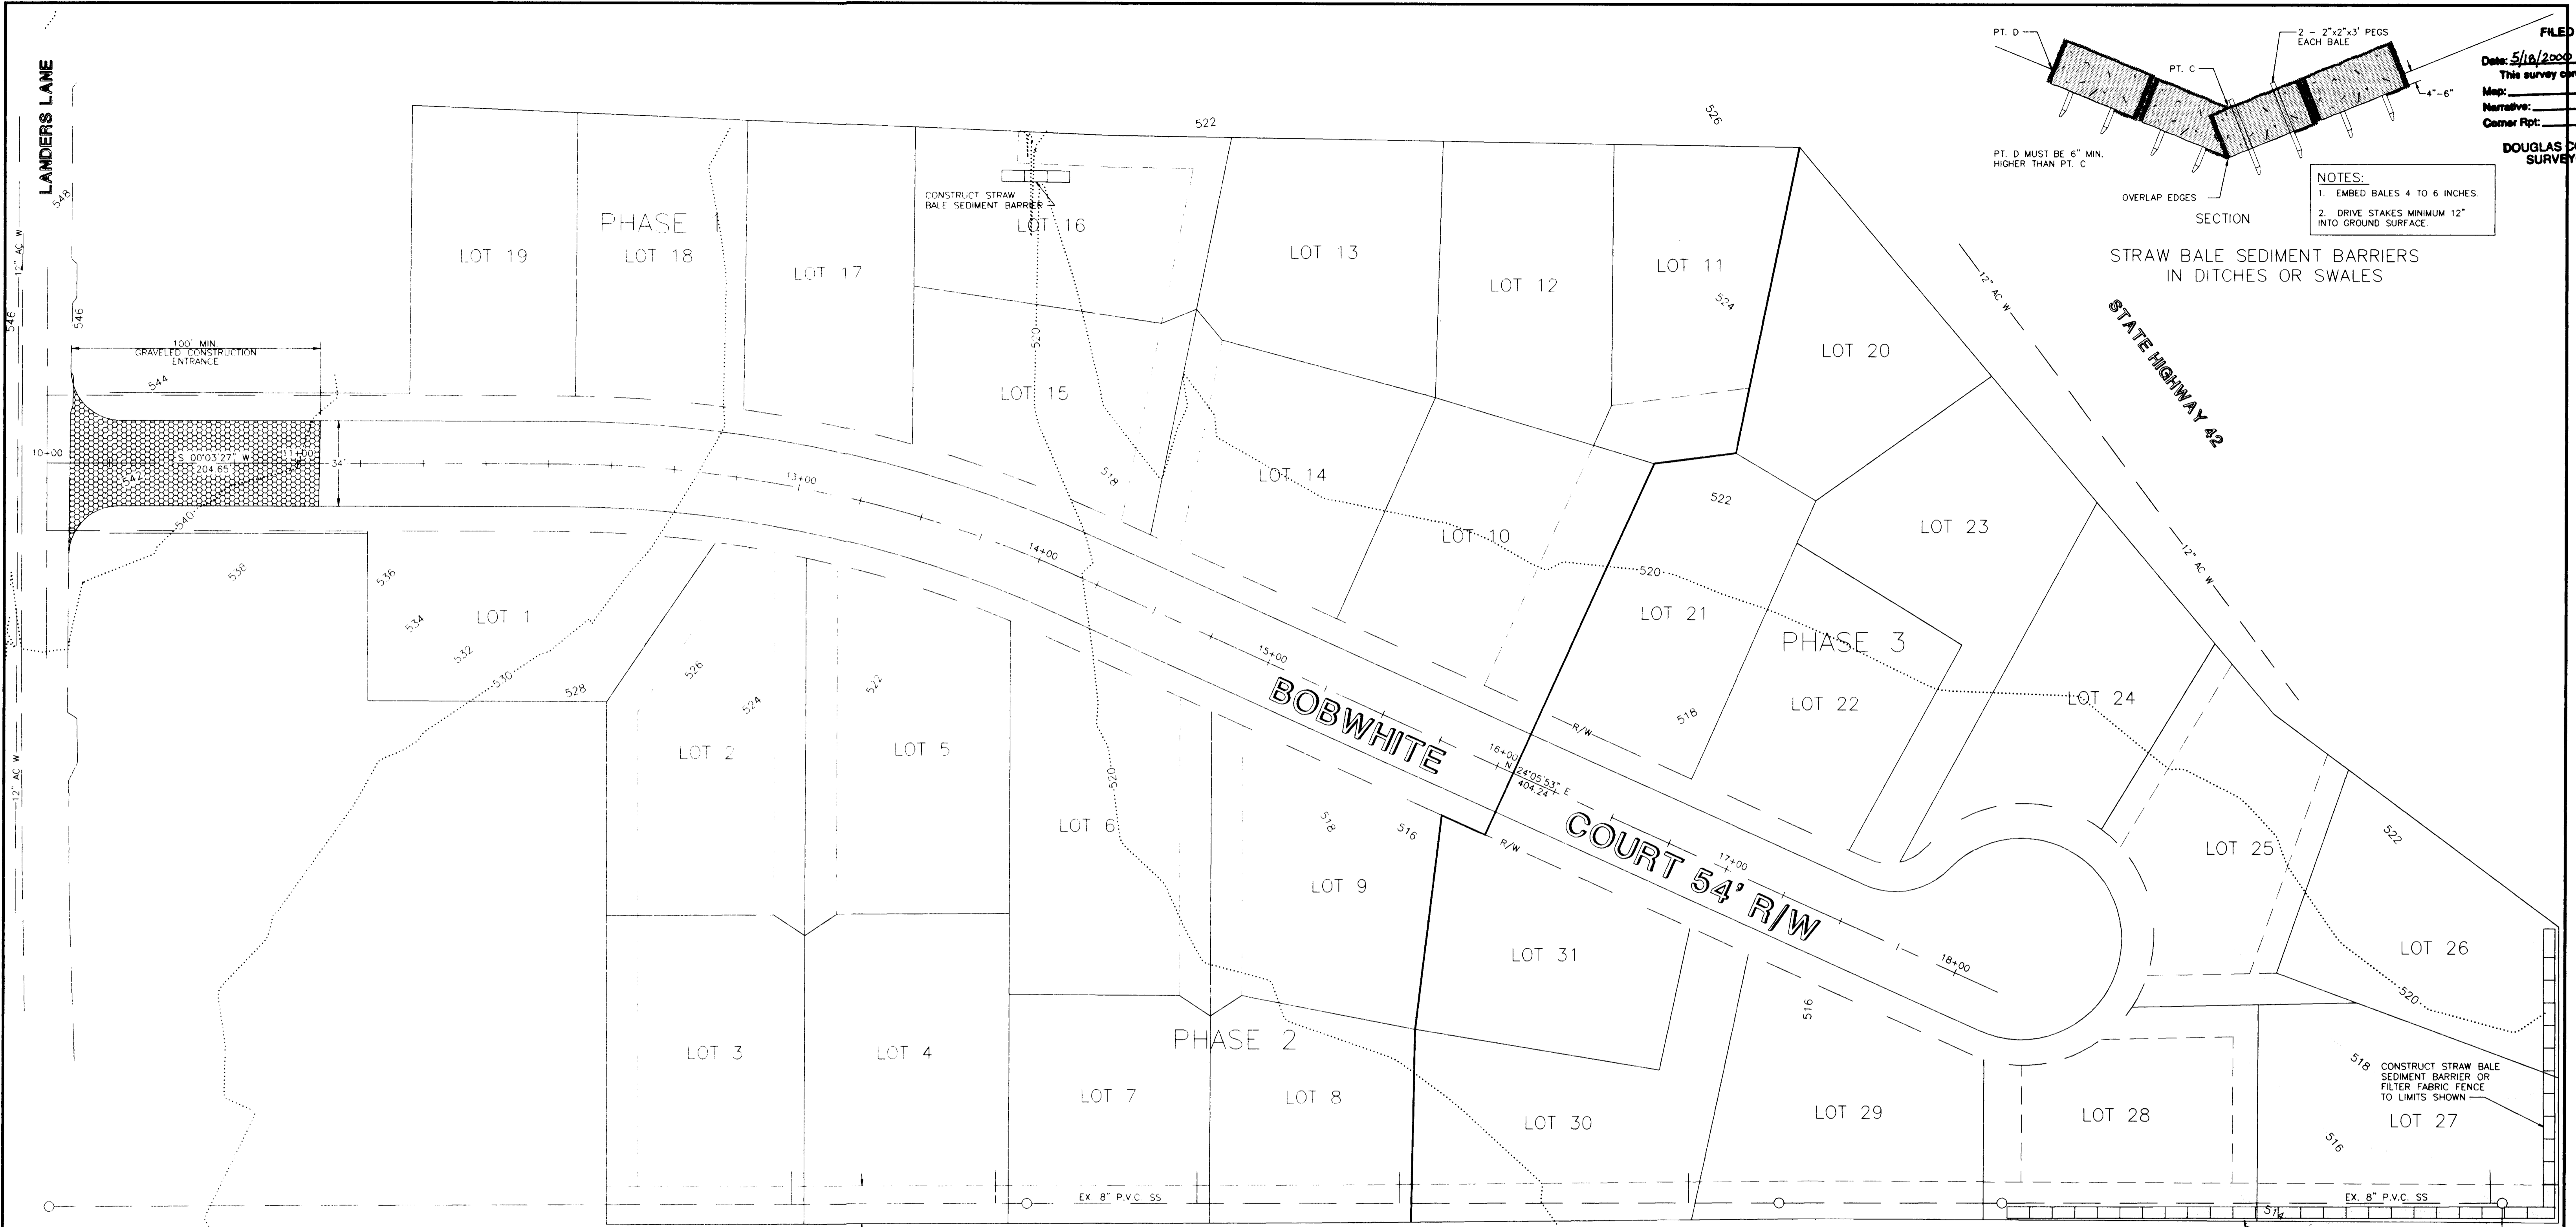 LANDERS LANE
548
12" AC W
546
546
12" AC W
100' MIN.
GRAVELED CONSTRUCTION
ENTRANCE
544
10+00
S 00°03'27" W
204.65'
11+00
34'
542
540
538
536
534
532
530
528
526
524
522
13+00
14+00
15+00
16+00
17+00
18+00
PHASE 1
LOT 19
LOT 18
LOT 17
CONSTRUCT STRAW
BALE SEDIMENT BARRIER
LOT 16
LOT 15
520
518
522
526
LOT 13
LOT 12
LOT 11
524
LOT 14
LOT 10
LOT 1
LOT 2
LOT 5
LOT 6
520
518
516
LOT 9
LOT 3
LOT 4
LOT 7
LOT 8
PHASE 2
EX 8" P.V.C. SS
BOBWHITE
COURT 54' R/W
N 24°05'53" E
404.24'
R/W
R/W
LOT 20
522
LOT 21
520
518
PHASE 3
LOT 22
LOT 23
LOT 24
LOT 25
522
LOT 26
520
LOT 31
516
LOT 30
LOT 29
LOT 28
LOT 27
518
516
514
CONSTRUCT STRAW BALE
SEDIMENT BARRIER OR
FILTER FABRIC FENCE
TO LIMITS SHOWN
EX. 8" P.V.C. SS
12" AC W
12" AC W
STATE HIGHWAY 42
PT. D
PT. C
2 - 2"x2"x3' PEGS
EACH BALE
4"-6"
PT. D MUST BE 6" MIN.
HIGHER THAN PT. C
OVERLAP EDGES
SECTION
NOTES:
1. EMBED BALES 4 TO 6 INCHES.
2. DRIVE STAKES MINIMUM 12"
INTO GROUND SURFACE.
STRAW BALE SEDIMENT BARRIERS
IN DITCHES OR SWALES
FILED
Date: 5/18/2000
This survey
Map:
Narrative:
Corner Rpt:
DOUGLAS
SURVEY